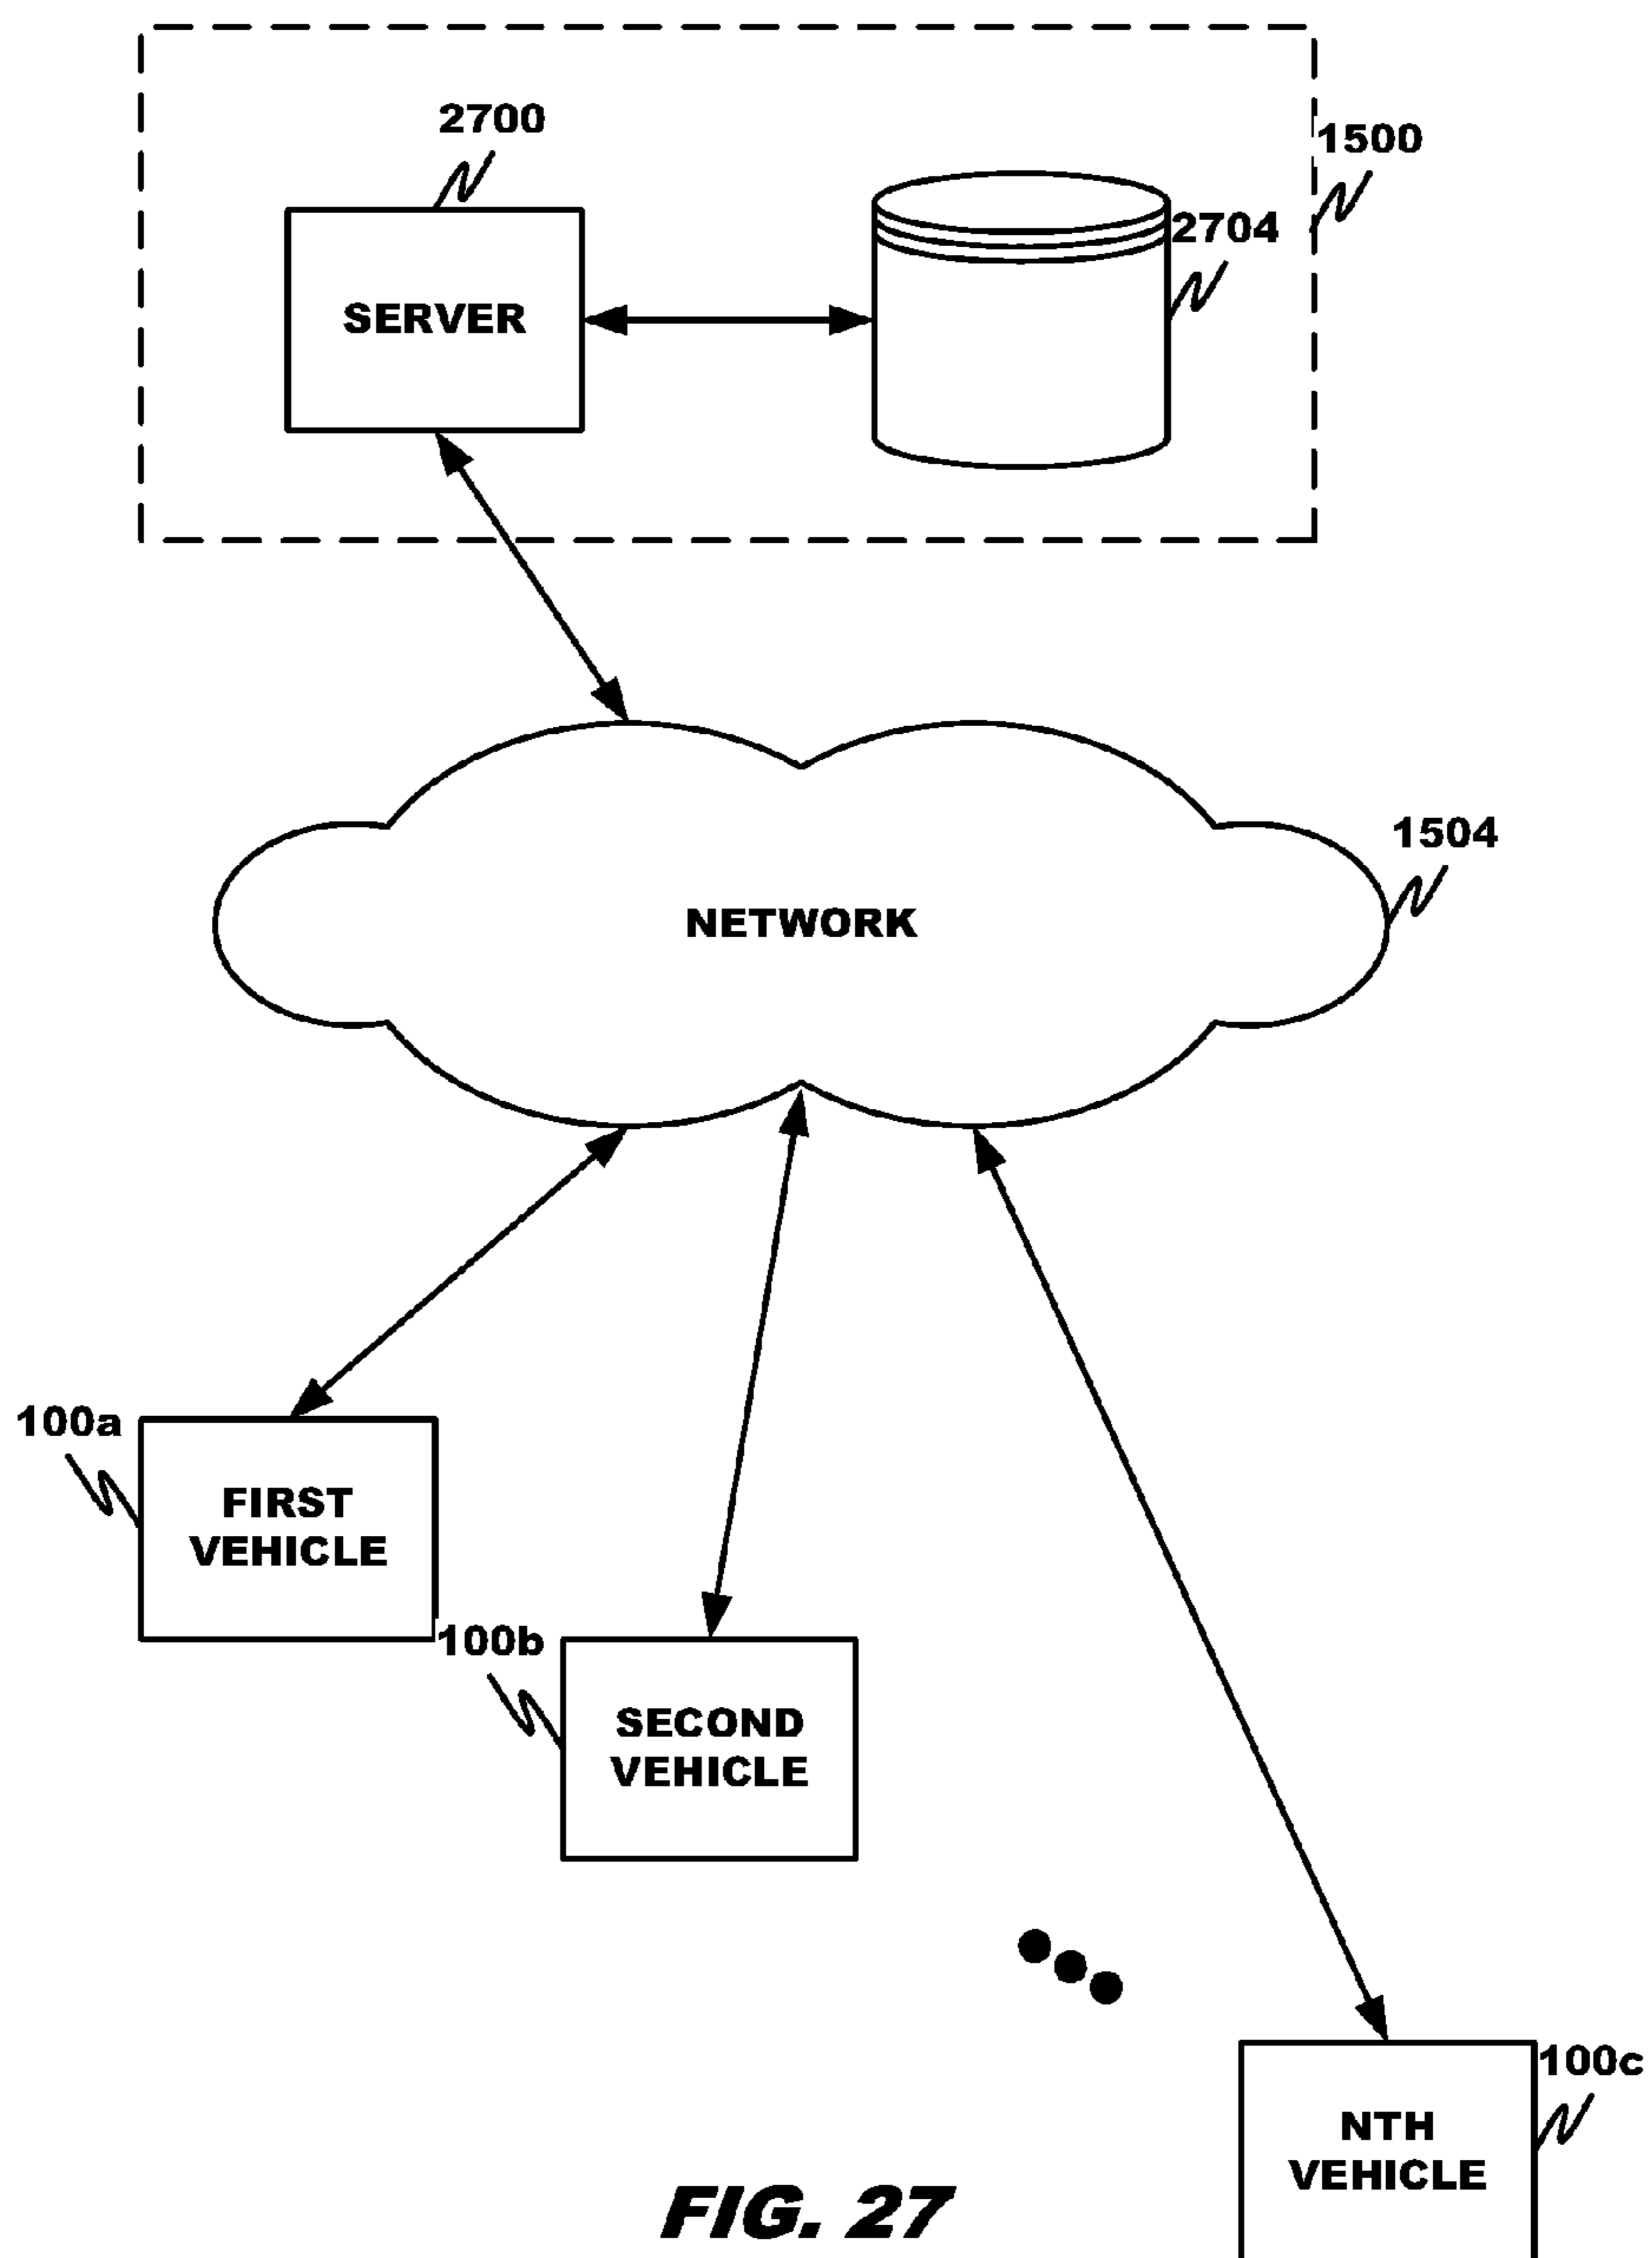 2700
1500
2704
SERVER
1504
NETWORK
100a
FIRST
VEHICLE
100b
SECOND
VEHICLE
100c
NTH
VEHICLE
FIG. 27